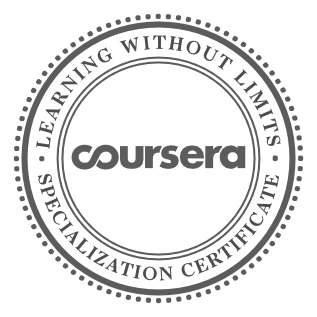 LEARNING WITHOUT LIMITS
coursera
SPECIALIZATION CERTIFICATE